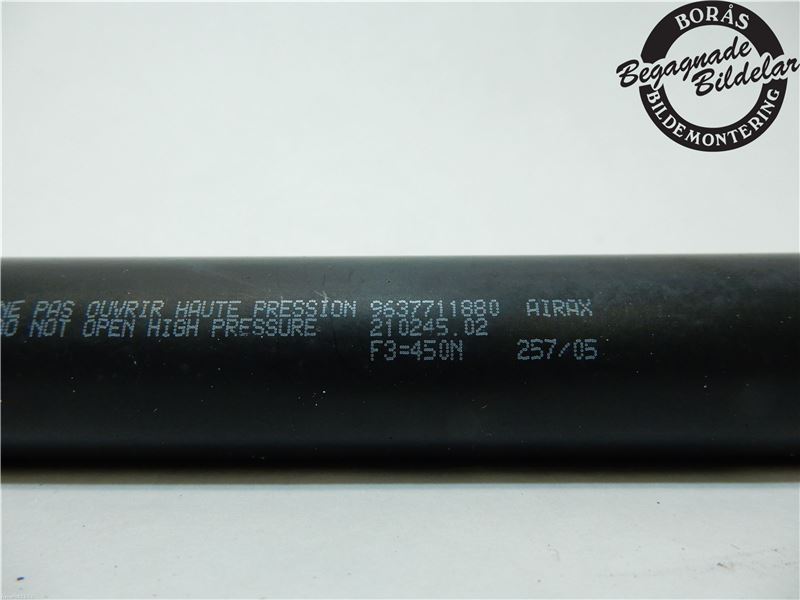 BORÅS
Begagnade
Bildelar
BILDEMONTERING
NE PAS OUVRIR HAUTE PRESSION 9637711880 AIRAX
DO NOT OPEN HIGH PRESSURE 210245.02
F3=450N 257/05